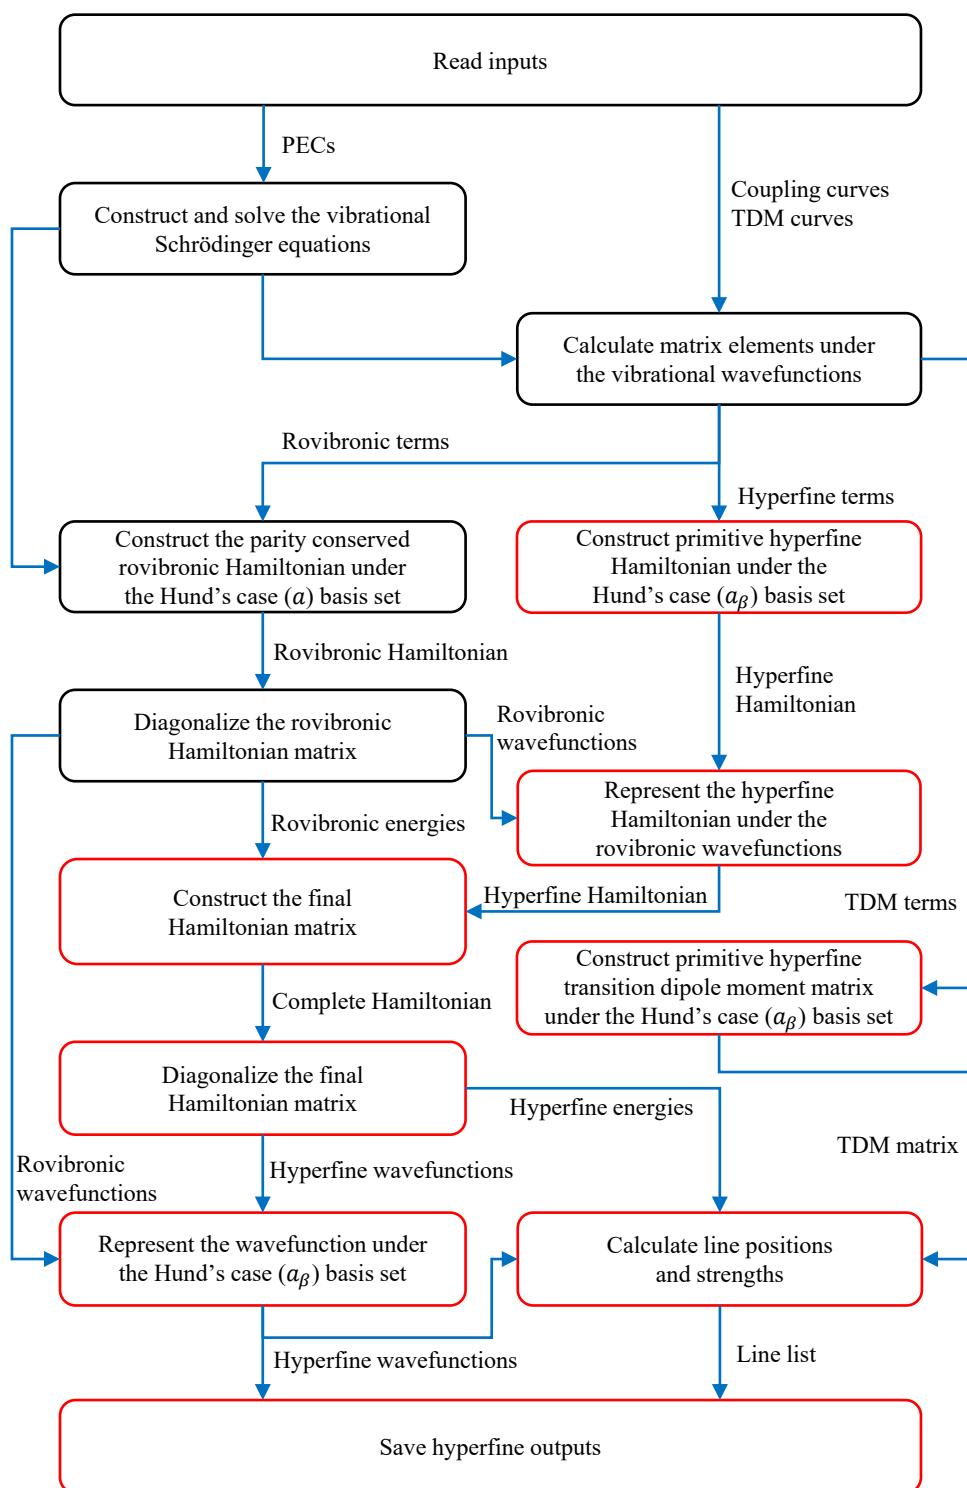 Read inputs
PECs
Coupling curves
TDM curves
Construct and solve the vibrational
Schrödinger equations
Calculate matrix elements under
the vibrational wavefunctions
Rovibronic terms
Hyperfine terms
Construct the parity conserved
rovibronic Hamiltonian under
the Hund's case (a) basis set
Construct primitive hyperfine
Hamiltonian under the
Hund's case (aβ) basis set
Rovibronic Hamiltonian
Hyperfine
Hamiltonian
Diagonalize the rovibronic
Hamiltonian matrix
Rovibronic
wavefunctions
Represent the hyperfine
Hamiltonian under the
rovibronic wavefunctions
Rovibronic energies
Construct the final
Hamiltonian matrix
Hyperfine Hamiltonian
TDM terms
Construct primitive hyperfine
transition dipole moment matrix
under the Hund's case (aβ) basis set
Complete Hamiltonian
Diagonalize the final
Hamiltonian matrix
Hyperfine energies
TDM matrix
Rovibronic
wavefunctions
Hyperfine wavefunctions
Represent the wavefunction under
the Hund's case (aβ) basis set
Calculate line positions
and strengths
Hyperfine wavefunctions
Line list
Save hyperfine outputs